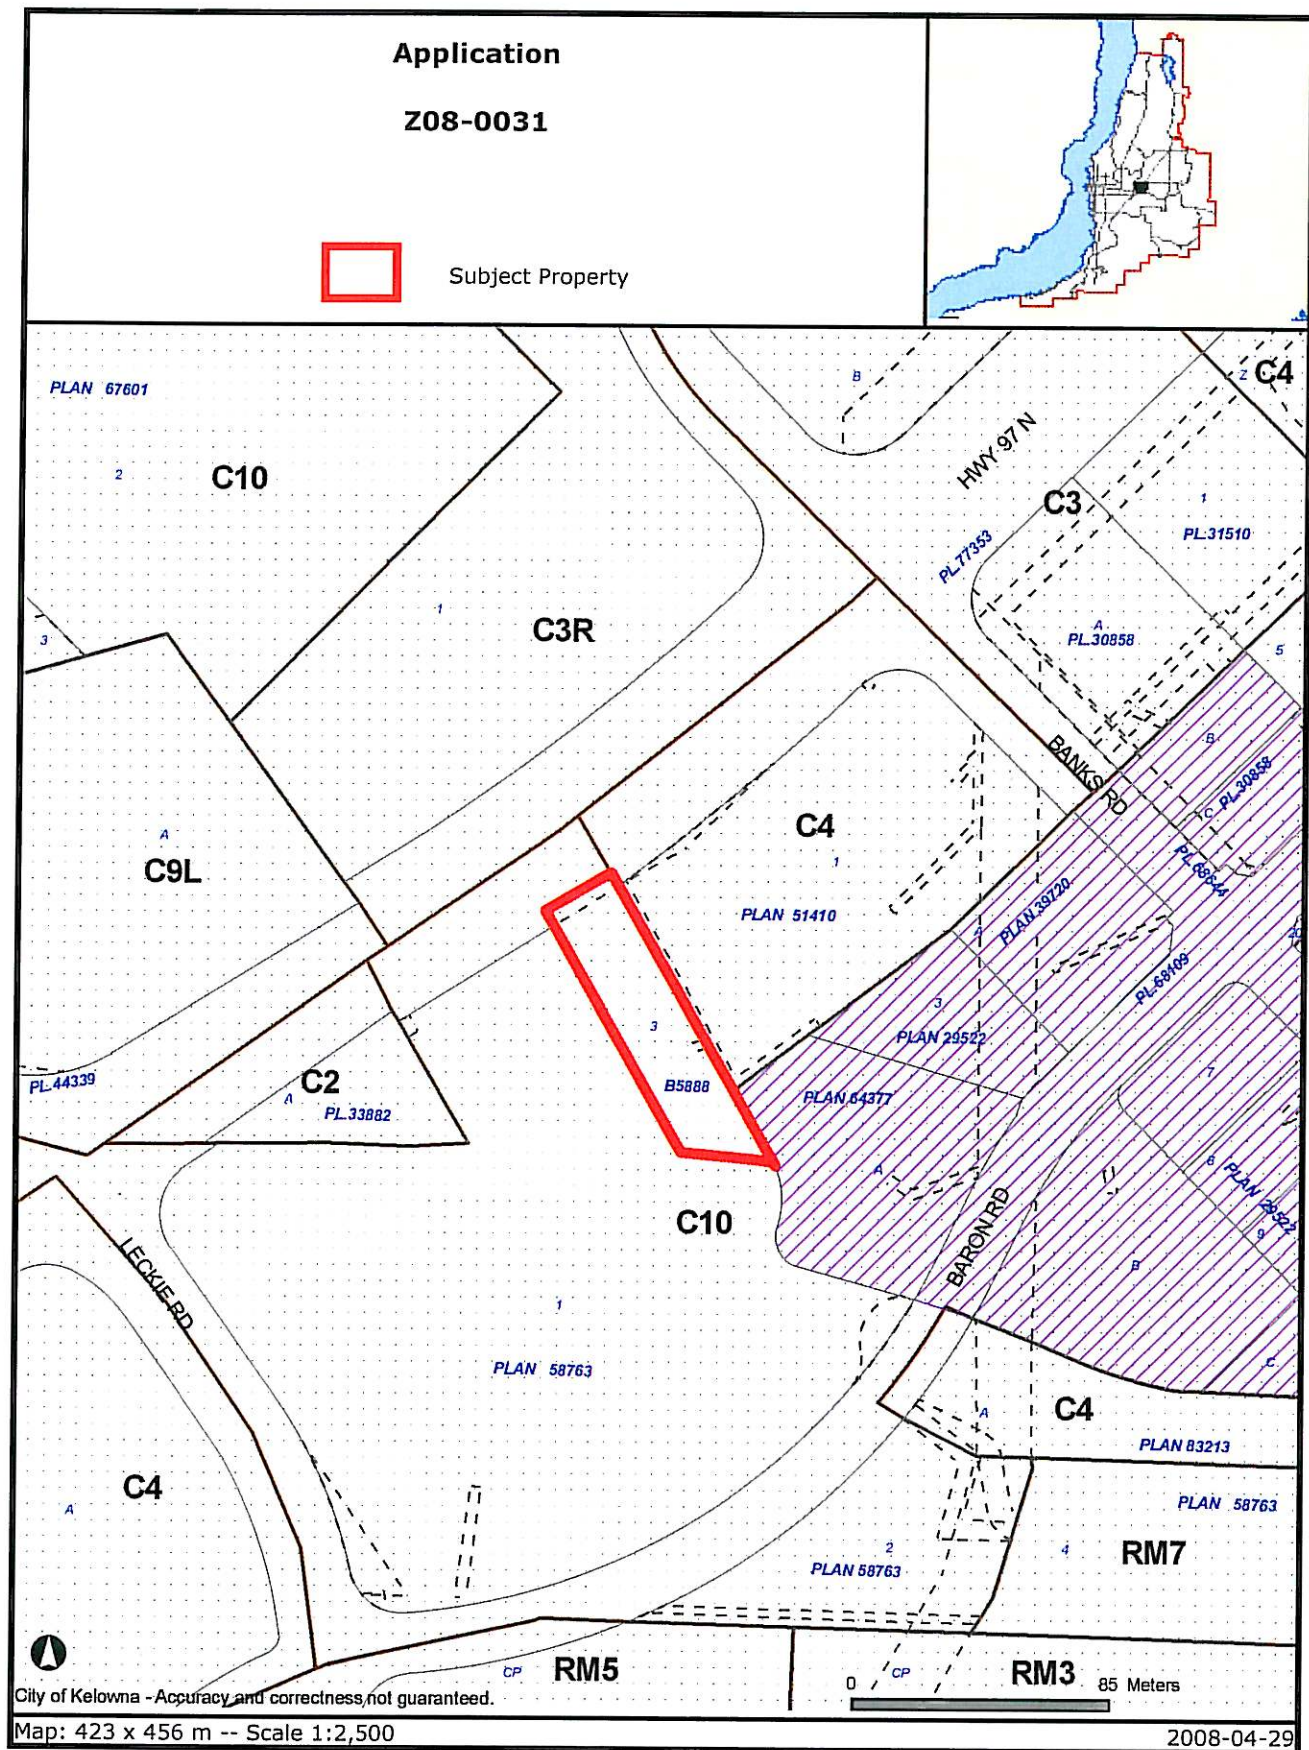 Application
Z08-0031
Subject Property
PLAN 67601
B
Z
C4
2
C10
HWY 97 N
C3
1
PL.31510
PL.77353
1
C3R
A
PL.30858
3
5
B
BANKS RD
PL.30858
C
A
C9L
C4
1
PL.68644
PLAN 39720
PLAN 51410
A
20
PL.68109
3
3
PLAN 29522
PL.44339
C2
A
PL.33882
B5888
PLAN 64377
7
A
8
PLAN 29522
9
C10
BARON RD
B
LECKIE RD
1
PLAN 58763
C
A
C4
PLAN 83213
C4
A
PLAN 58763
2
PLAN 58763
4
RM7
CP
RM5
CP
RM3
0
85 Meters
City of Kelowna - Accuracy and correctness not guaranteed.
Map: 423 x 456 m -- Scale 1:2,500
2008-04-29